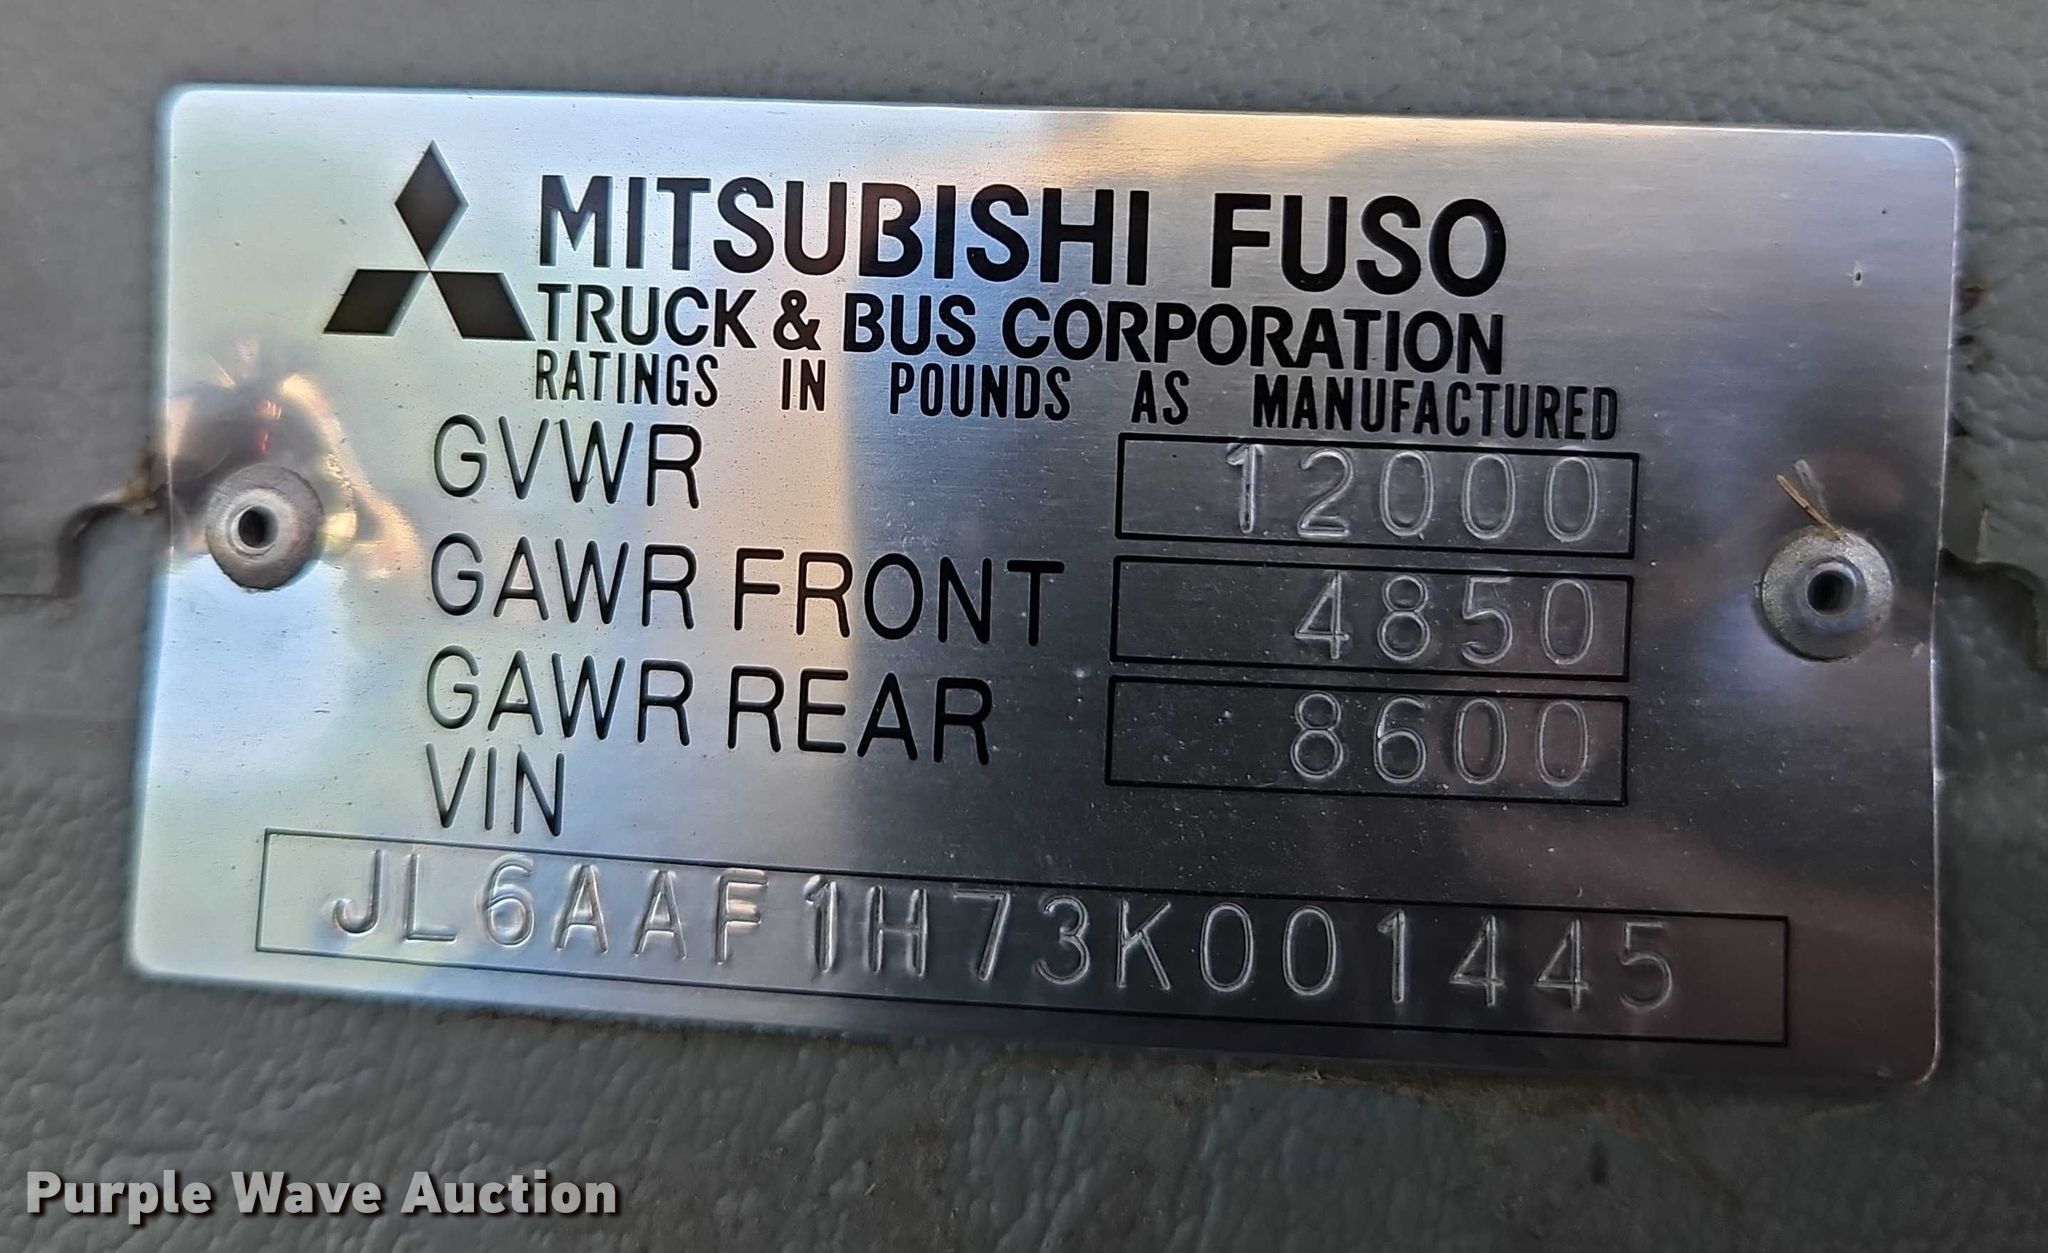 MITSUBISHI FUSO
TRUCK & BUS CORPORATION
RATINGS IN POUNDS AS MANUFACTURED
GVWR 12000
GAWR FRONT 4850
GAWR REAR 8600
VIN
JL6AAF1H73K001445
Purple Wave Auction